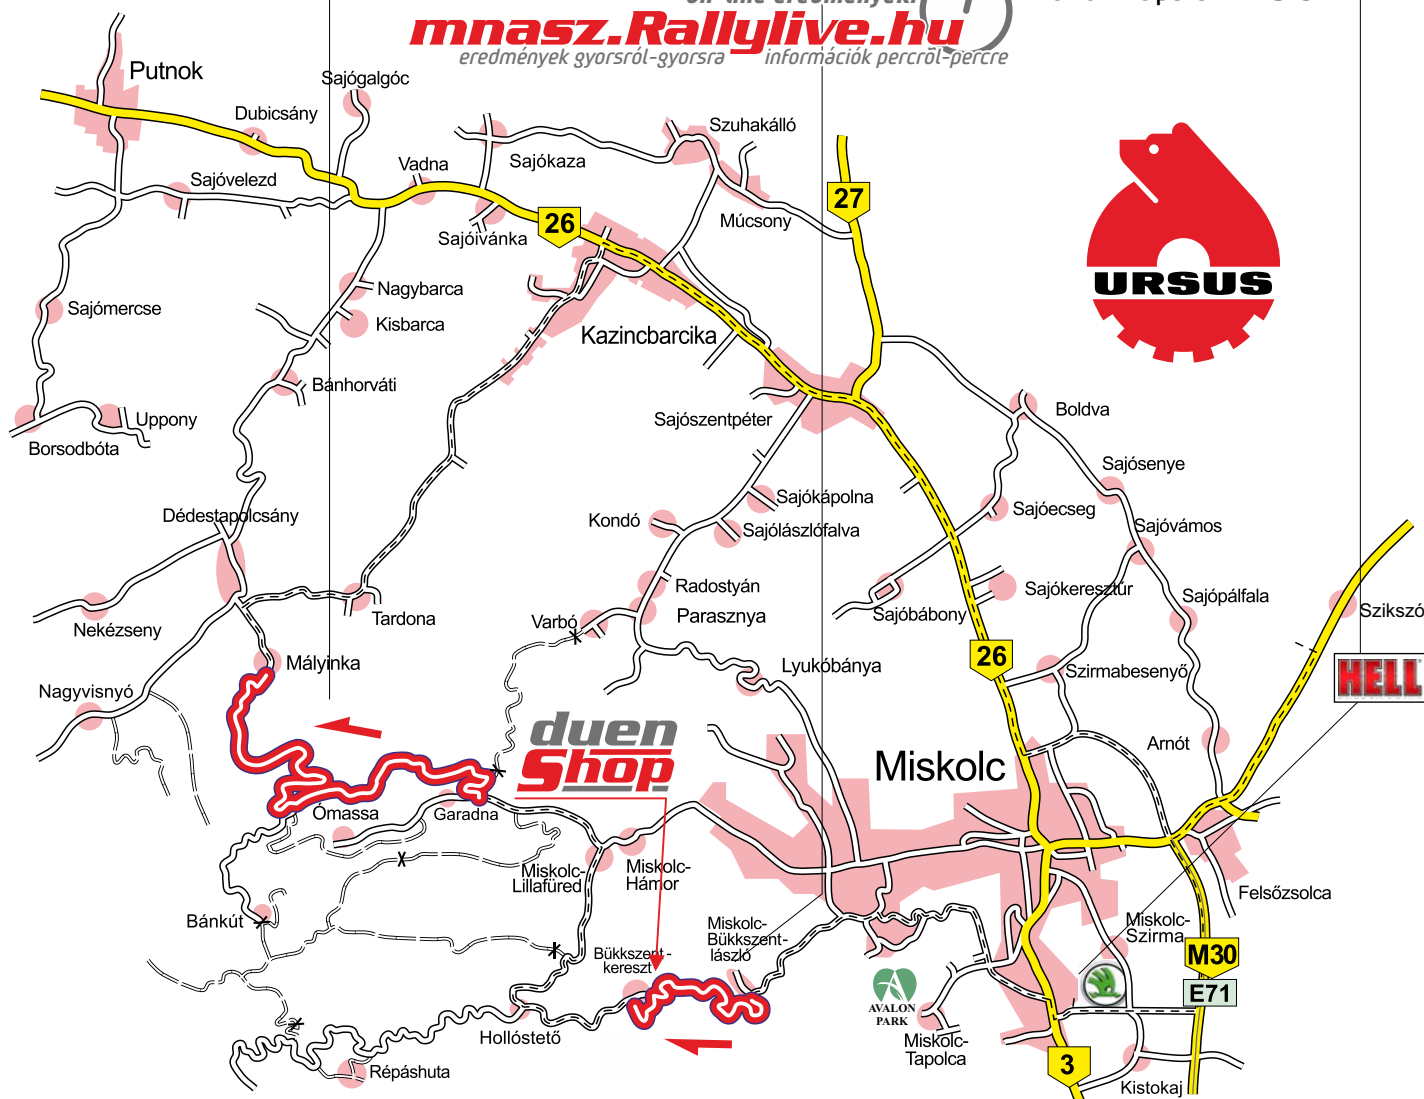 mnasz.Rallylive.hu
eredmények gyorsról-gyorsra információk percről-percre
Putnok
Sajógalgóc
Dubicsány
Szuhakálló
Vadna
Sajókaza
Sajóvelezd
27
26
Múcsony
Sajóivánka
URSUS
Nagybarca
Sajómercse
Kisbarca
Kazincbarcika
Bánhorváti
Uppony
Boldva
Sajószentpéter
Borsodbóta
Sajósenye
Sajókápolna
Dédestapolcsány
Kondó
Sajóecseg
Sajólászlófalva
Sajóvámos
Radostyán
Sajókeresztúr
Sajópálfala
Szikszó
Parasznya
Sajóbábony
Tardona
Varbó
Nekézseny
26
Mályinka
Lyukóbánya
Szirmabesenyő
HELL
Nagyvisnyó
duen
Shop
Arnót
Miskolc
Ómassa
Garadna
Miskolc-
Lillafüred
Miskolc-
Hámor
Felsőzsolca
Bánkút
Miskolc-
Bükkszent-
lászló
Miskolc-
Szirma
Bükkszent-
kereszt
M30
E71
AVALON
PARK
Hollóstető
Miskolc-
Tapolca
3
Répáshuta
Kistokaj